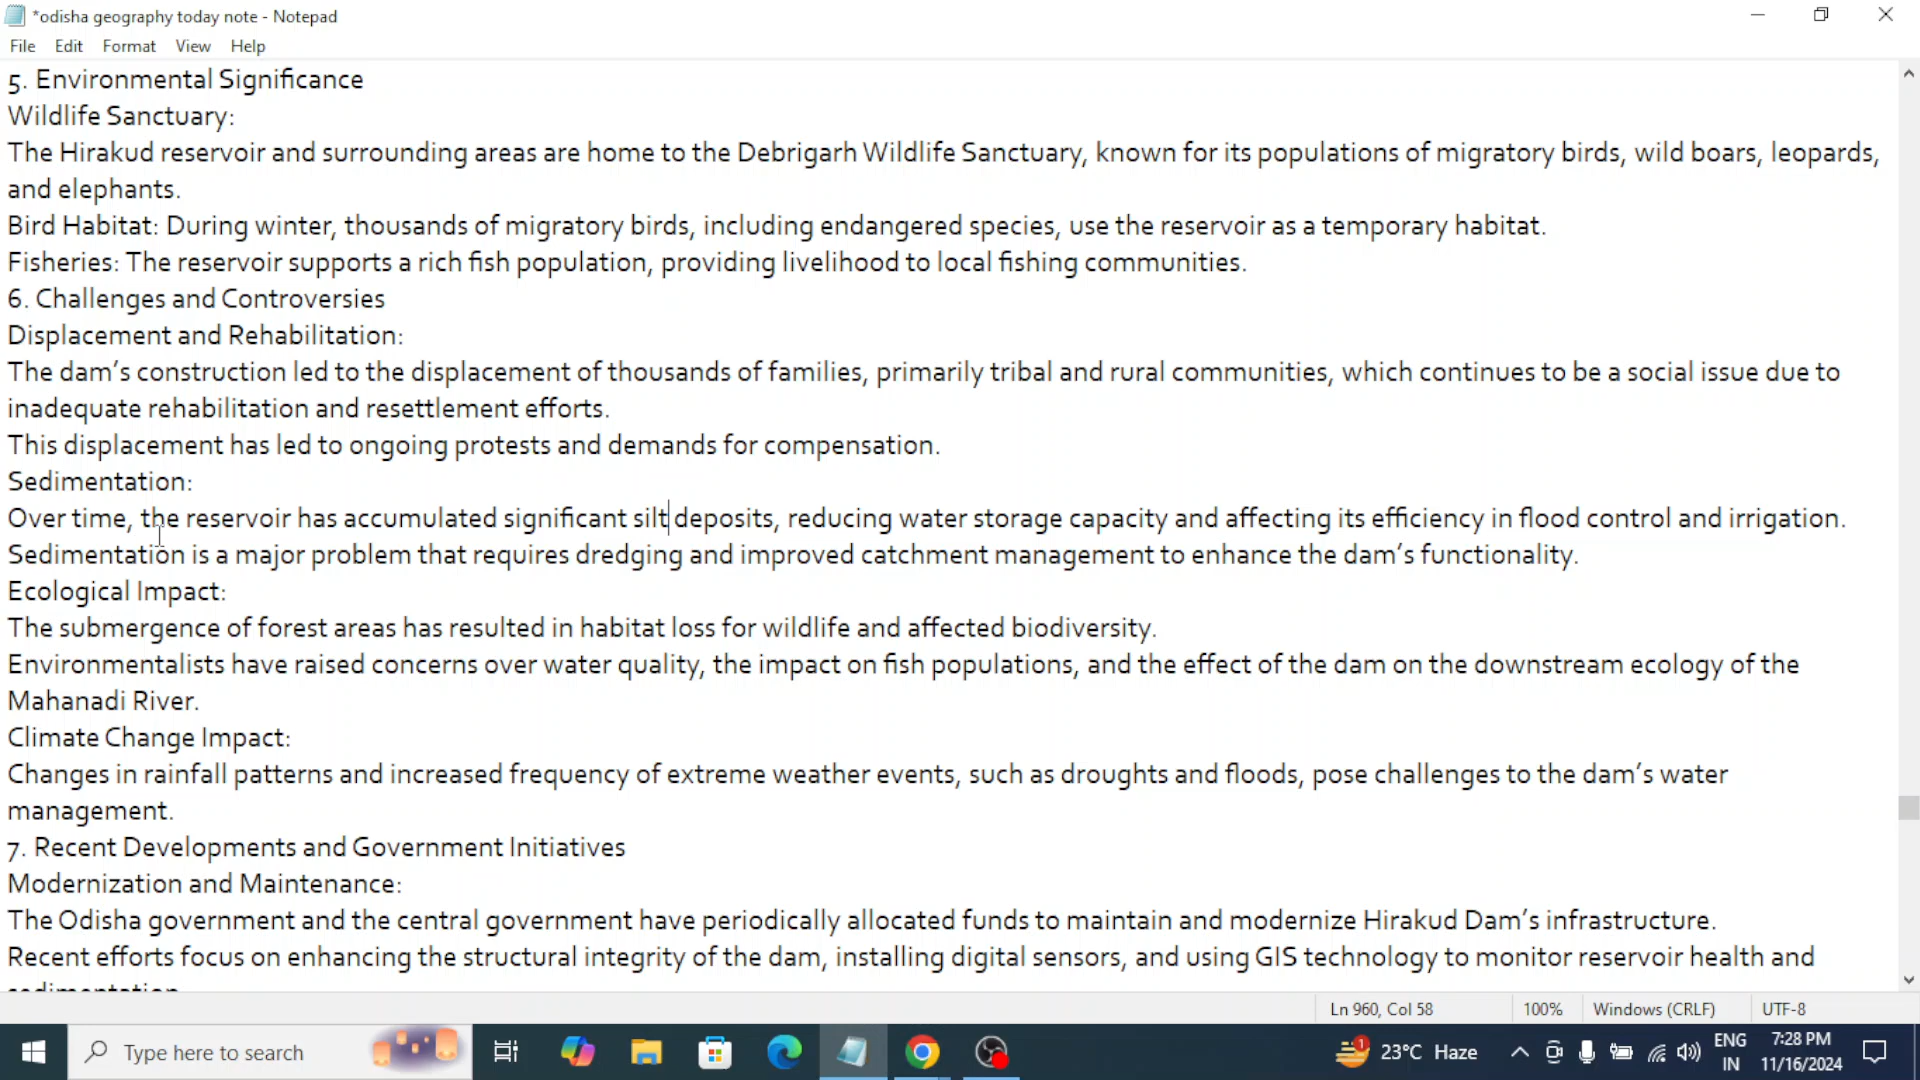 *odisha geography today note - Notepad
File Edit Format View Help
5. Environmental Significance
Wildlife Sanctuary:
The Hirakud reservoir and surrounding areas are home to the Debrigarh Wildlife Sanctuary, known for its populations of migratory birds, wild boars, leopards,
and elephants.
Bird Habitat: During winter, thousands of migratory birds, including endangered species, use the reservoir as a temporary habitat.
Fisheries: The reservoir supports a rich fish population, providing livelihood to local fishing communities.
6. Challenges and Controversies
Displacement and Rehabilitation:
The dam’s construction led to the displacement of thousands of families, primarily tribal and rural communities, which continues to be a social issue due to
inadequate rehabilitation and resettlement efforts.
This displacement has led to ongoing protests and demands for compensation.
Sedimentation:
Over time, the reservoir has accumulated significant silt deposits, reducing water storage capacity and affecting its efficiency in flood control and irrigation.
Sedimentation is a major problem that requires dredging and improved catchment management to enhance the dam’s functionality.
Ecological Impact:
The submergence of forest areas has resulted in habitat loss for wildlife and affected biodiversity.
Environmentalists have raised concerns over water quality, the impact on fish populations, and the effect of the dam on the downstream ecology of the
Mahanadi River.
Climate Change Impact:
Changes in rainfall patterns and increased frequency of extreme weather events, such as droughts and floods, pose challenges to the dam’s water
management.
7. Recent Developments and Government Initiatives
Modernization and Maintenance:
The Odisha government and the central government have periodically allocated funds to maintain and modernize Hirakud Dam’s infrastructure.
Recent efforts focus on enhancing the structural integrity of the dam, installing digital sensors, and using GIS technology to monitor reservoir health and
sedimentation.
Ln 960, Col 58 100% Windows (CRLF) UTF-8
Type here to search 1 23°C Haze ENG IN 7:28 PM 11/16/2024